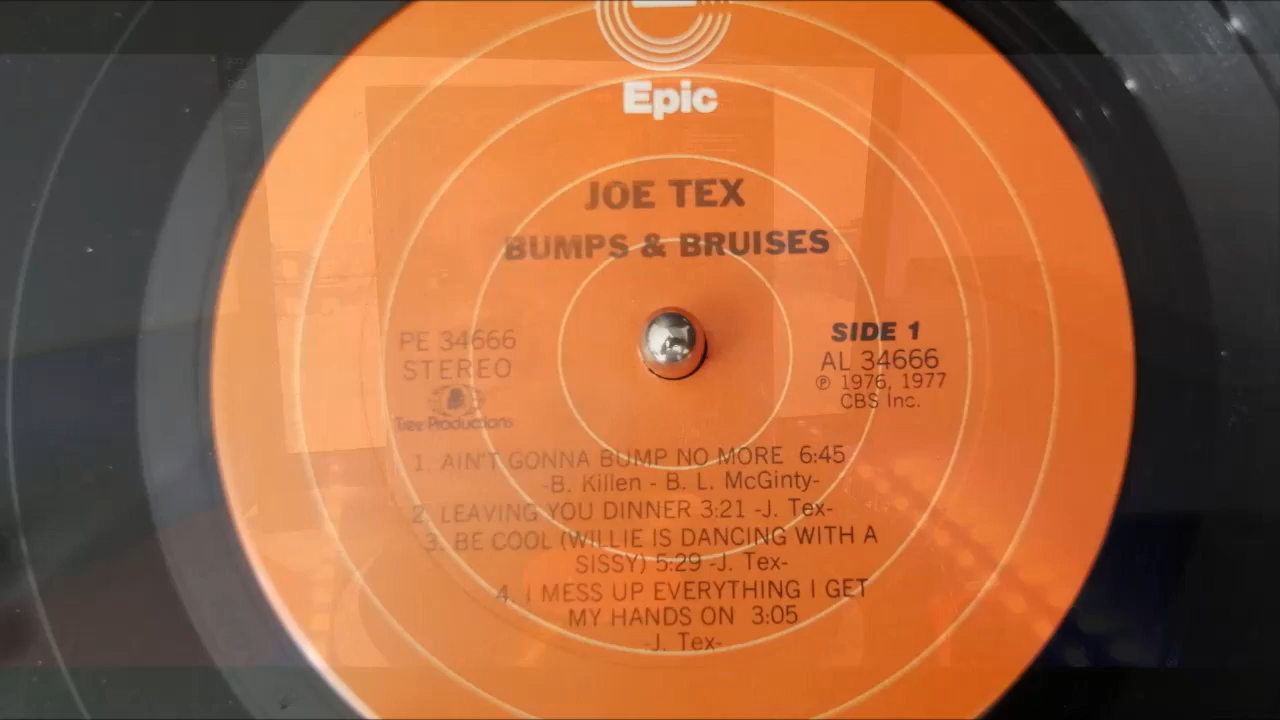 Epic
JOE TEX
BUMPS & BRUISES
PE 34666
STEREO
Tree Productions
SIDE 1
AL 34666
Ⓟ 1976, 1977
CBS Inc.
1. AIN'T GONNA BUMP NO MORE 6:45
-B. Killen - B. L. McGinty-
2. LEAVING YOU DINNER 3:21 -J. Tex-
3. BE COOL (WILLIE IS DANCING WITH A
SISSY) 5:29 -J. Tex-
4. I MESS UP EVERYTHING I GET
MY HANDS ON 3:05
-J. Tex-